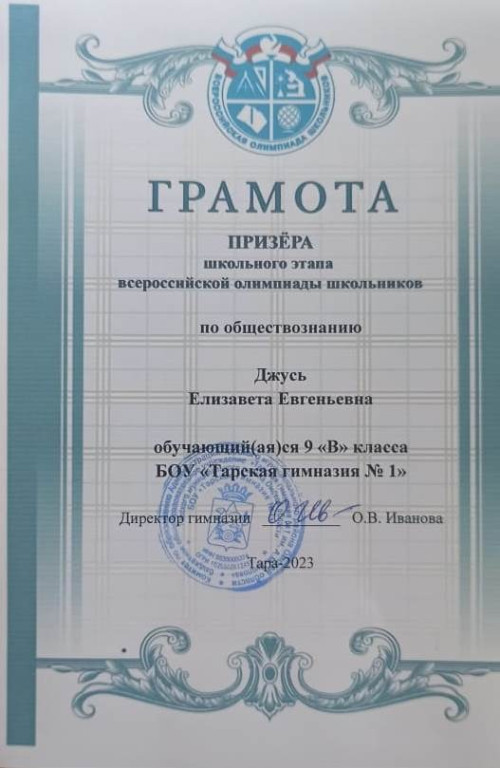 ВСЕРОССИЙСКАЯ ОЛИМПИАДА ШКОЛЬНИКОВ
ГРАМОТА
ПРИЗЁРА
школьного этапа
всероссийской олимпиады школьников
по обществознанию
Джусь
Елизавета Евгеньевна
обучающий(ая)ся 9 «В» класса
БОУ «Тарская гимназия № 1»
Директор гимназии О.В. Иванова
Тара-2023